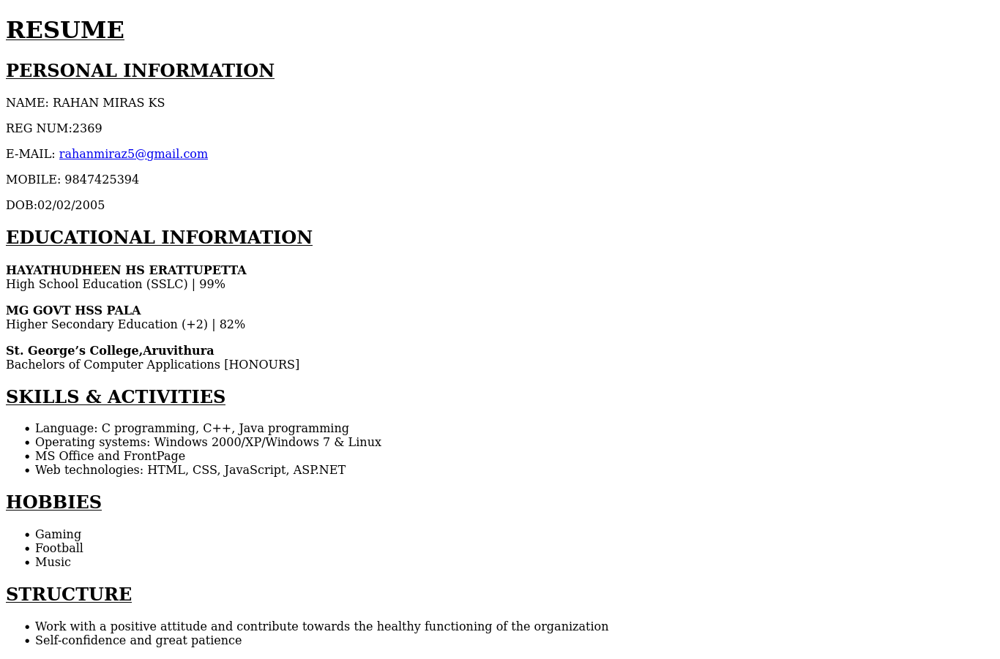 RESUME
PERSONAL INFORMATION
NAME: RAHAN MIRAS KS
REG NUM:2369
E-MAIL: rahanmiraz5@gmail.com
MOBILE: 9847425394
DOB:02/02/2005
EDUCATIONAL INFORMATION
HAYATHUDHEEN HS ERATTUPETTA
High School Education (SSLC) | 99%
MG GOVT HSS PALA
Higher Secondary Education (+2) | 82%
St. George’s College,Aruvithura
Bachelors of Computer Applications [HONOURS]
SKILLS & ACTIVITIES
• Language: C programming, C++, Java programming
• Operating systems: Windows 2000/XP/Windows 7 & Linux
• MS Office and FrontPage
• Web technologies: HTML, CSS, JavaScript, ASP.NET
HOBBIES
• Gaming
• Football
• Music
STRUCTURE
• Work with a positive attitude and contribute towards the healthy functioning of the organization
• Self-confidence and great patience